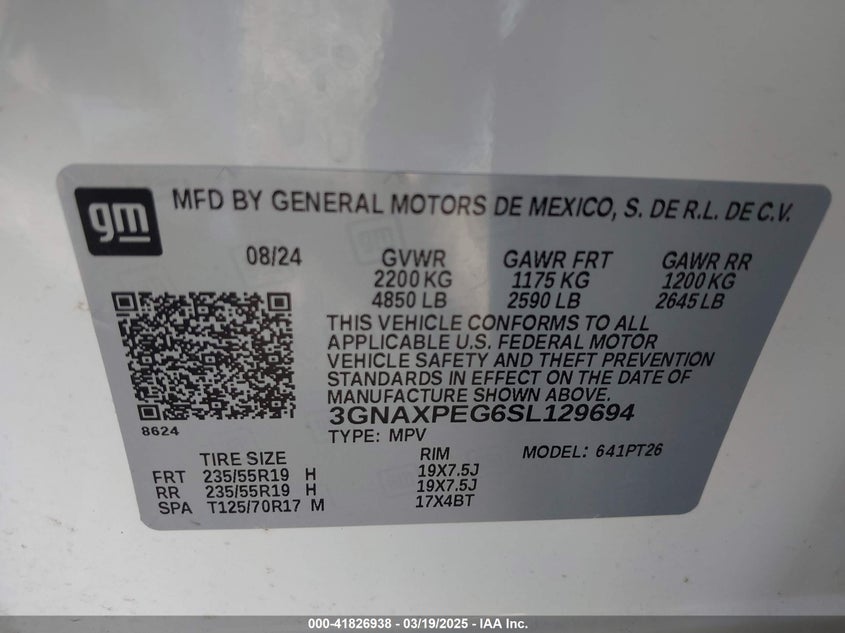 gm
MFD BY GENERAL MOTORS DE MEXICO, S. DE R.L. DE C.V.
08/24 GVWR GAWR FRT GAWR RR
2200 KG 1175 KG 1200 KG
4850 LB 2590 LB 2645 LB
THIS VEHICLE CONFORMS TO ALL
APPLICABLE U.S. FEDERAL MOTOR
VEHICLE SAFETY AND THEFT PREVENTION
STANDARDS IN EFFECT ON THE DATE OF
MANUFACTURE SHOWN ABOVE.
3GNAXPEG6SL129694
8624
TYPE: MPV MODEL: 641PT26
TIRE SIZE RIM
FRT 235/55R19 H 19X7.5J
RR 235/55R19 H 19X7.5J
SPA T125/70R17 M 17X4BT
000-41826938 — 03/19/2025 — IAA Inc.